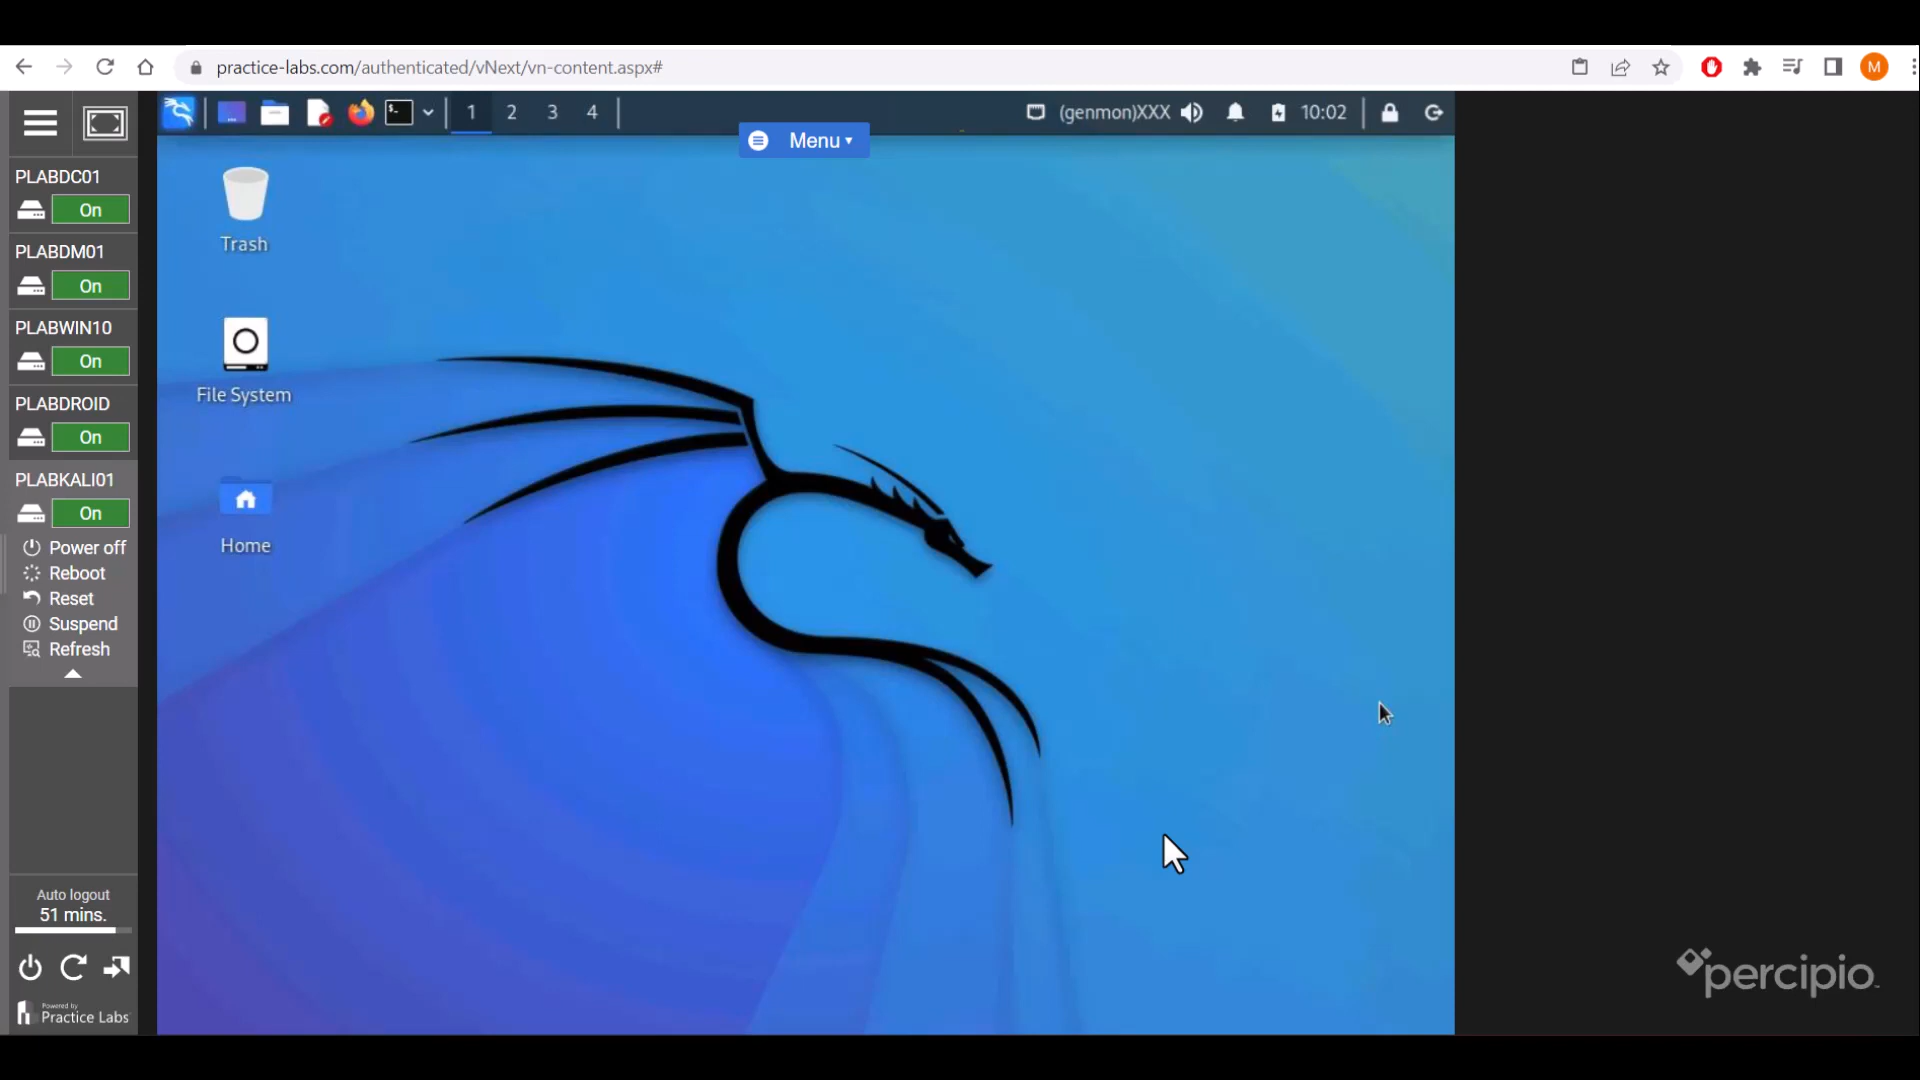 practice-labs.com/authenticated/vNext/vn-content.aspx#
M
1 2 3 4
(genmon)XXX
10:02
Menu
PLABDC01
On
PLABDM01
On
PLABWIN10
On
PLABDROID
On
PLABKALI01
On
Power off
Reboot
Reset
Suspend
Refresh
Trash
File System
Home
Auto logout
51 mins.
Powered by
Practice Labs
percipio